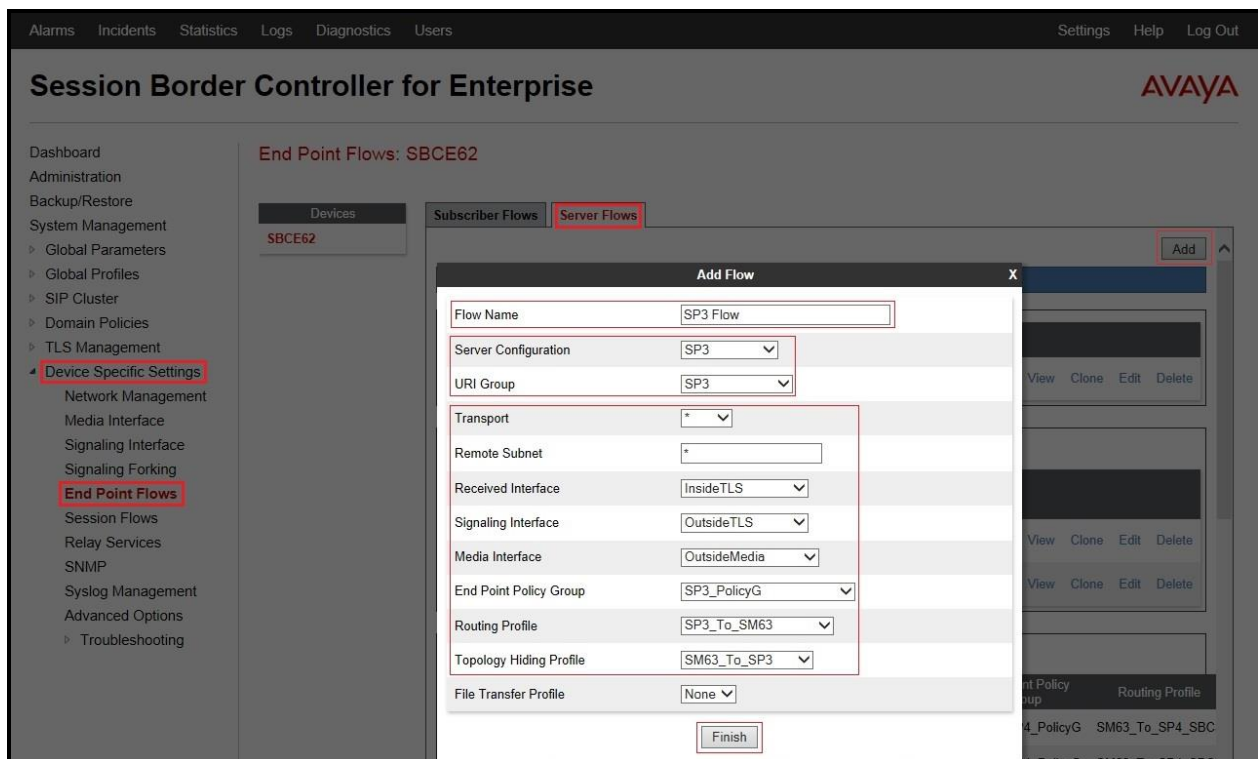 Alarms Incidents Statistics Logs Diagnostics Users Settings Help Log Out
Session Border Controller for Enterprise
AVAYA
Dashboard
Administration
Backup/Restore
System Management
Global Parameters
Global Profiles
SIP Cluster
Domain Policies
TLS Management
Device Specific Settings
Network Management
Media Interface
Signaling Interface
Signaling Forking
End Point Flows
Session Flows
Relay Services
SNMP
Syslog Management
Advanced Options
Troubleshooting
End Point Flows: SBCE62
Devices
SBCE62
Subscriber Flows Server Flows
Add
Add Flow X
Flow Name SP3 Flow
Server Configuration SP3
URI Group SP3
Transport *
Remote Subnet *
Received Interface InsideTLS
Signaling Interface OutsideTLS
Media Interface OutsideMedia
End Point Policy Group SP3_PolicyG
Routing Profile SP3_To_SM63
Topology Hiding Profile SM63_To_SP3
File Transfer Profile None
Finish
View Clone Edit Delete
View Clone Edit Delete
View Clone Edit Delete
Policy Routing Profile
_PolicyG SM63_To_SP4_SBC